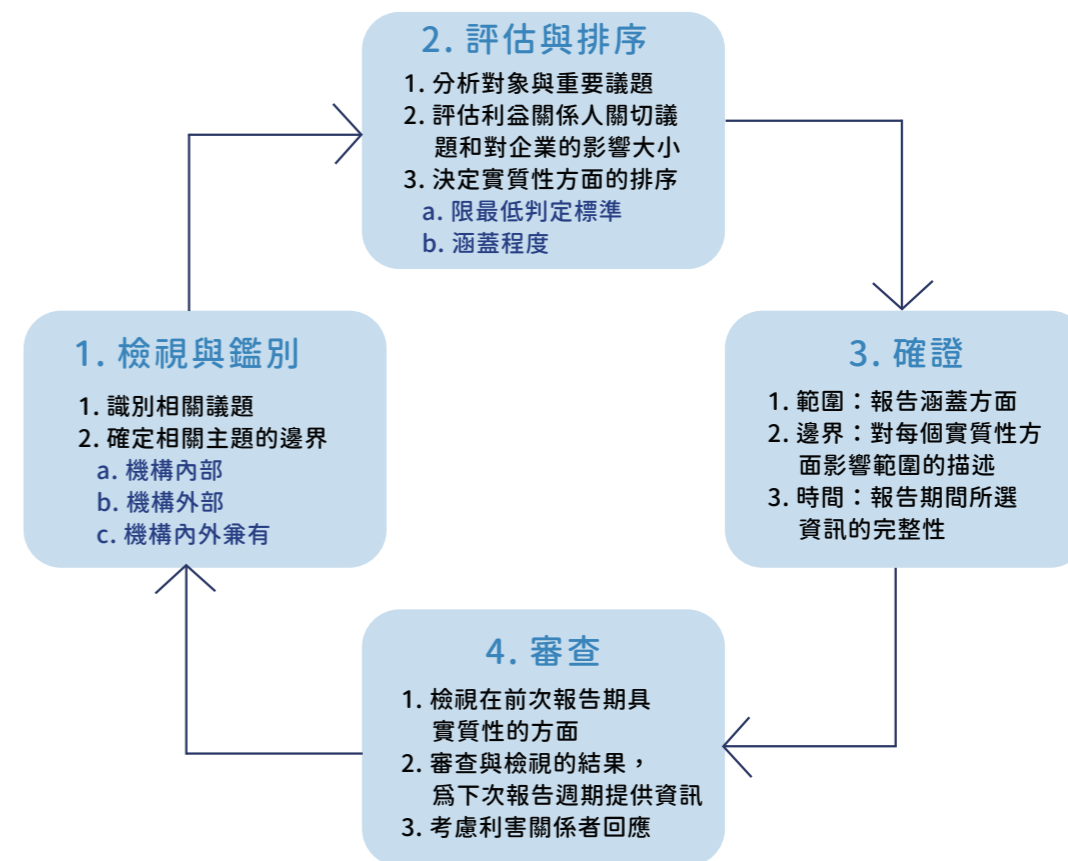 2. 評估與排序
1. 分析對象與重要議題
2. 評估利益關係人關切議
題和對企業的影響大小
3. 決定實質性方面的排序
a. 限最低判定標準
b. 涵蓋程度
1. 檢視與鑑別
1. 識別相關議題
2. 確定相關主題的邊界
a. 機構內部
b. 機構外部
c. 機構內外兼有
3. 確證
1. 範圍：報告涵蓋方面
2. 邊界：對每個實質性方
面影響範圍的描述
3. 時間：報告期間所選
資訊的完整性
4. 審查
1. 檢視在前次報告期具
實質性的方面
2. 審查與檢視的結果，
爲下次報告週期提供資訊
3. 考慮利害關係者回應